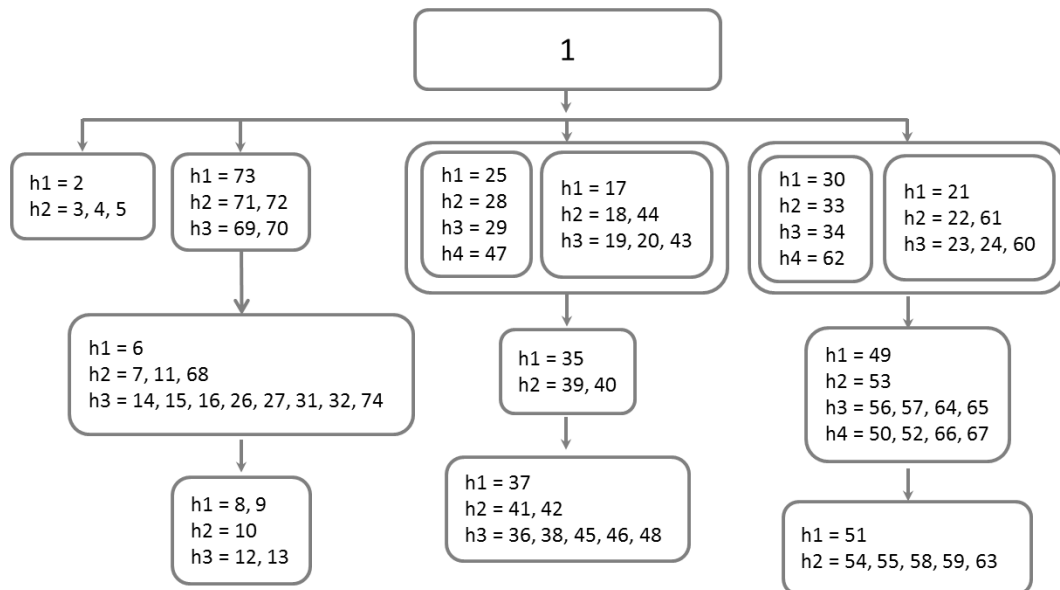 1
h1 = 2
h2 = 3, 4, 5
h1 = 73
h2 = 71, 72
h3 = 69, 70
h1 = 25
h2 = 28
h3 = 29
h4 = 47
h1 = 17
h2 = 18, 44
h3 = 19, 20, 43
h1 = 30
h2 = 33
h3 = 34
h4 = 62
h1 = 21
h2 = 22, 61
h3 = 23, 24, 60
h1 = 6
h2 = 7, 11, 68
h3 = 14, 15, 16, 26, 27, 31, 32, 74
h1 = 35
h2 = 39, 40
h1 = 49
h2 = 53
h3 = 56, 57, 64, 65
h4 = 50, 52, 66, 67
h1 = 8, 9
h2 = 10
h3 = 12, 13
h1 = 37
h2 = 41, 42
h3 = 36, 38, 45, 46, 48
h1 = 51
h2 = 54, 55, 58, 59, 63